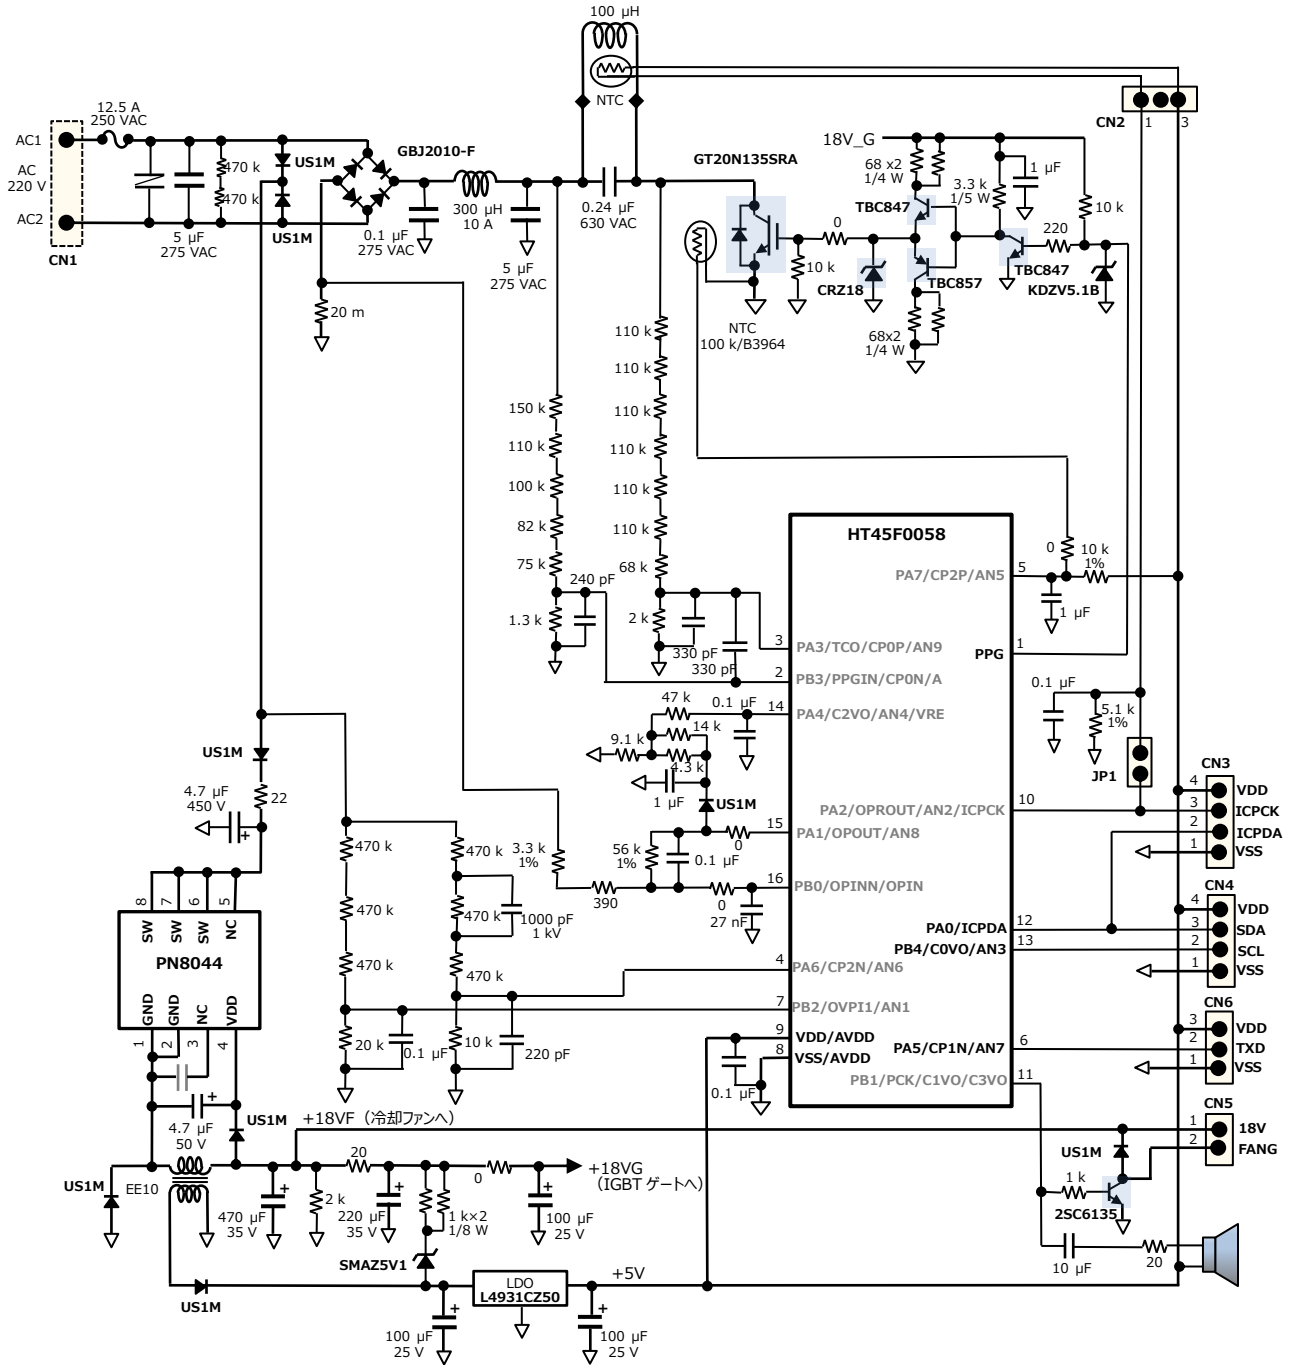 100 µH
NTC
12.5 A
250 VAC
AC1
AC
220 V
AC2
CN1
470 k
470 k
US1M
US1M
5 µF
275 VAC
GBJ2010-F
0.1 µF
275 VAC
300 µH
10 A
5 µF
275 VAC
0.24 µF
630 VAC
GT20N135SRA
CN2
1
3
18V_G
68 x2
1/4 W
3.3 k
1/5 W
1 µF
10 k
TBC847
0
220
TBC847
KDZV5.1B
10 k
CRZ18
TBC857
68x2
1/4 W
NTC
100 k/B3964
20 m
110 k
110 k
110 k
110 k
110 k
110 k
68 k
2 k
150 k
110 k
100 k
82 k
75 k
1.3 k
240 pF
330 pF
330 pF
HT45F0058
PA7/CP2P/AN5
5
0
10 k
1%
1 µF
3
PA3/TCO/CP0P/AN9
PPG
1
2
PB3/PPGIN/CP0N/A
14
PA4/C2VO/AN4/VRE
47 k
0.1 µF
14 k
9.1 k
4.3 k
1 µF
US1M
0.1 µF
5.1 k
1%
JP1
PA2/OPROUT/AN2/ICPCK
10
15
PA1/OPOUT/AN8
0
56 k
1%
0.1 µF
3.3 k
1%
390
0
27 nF
16
PB0/OPINN/OPIN
PA0/ICPDA
12
PB4/C0VO/AN3
13
4
PA6/CP2N/AN6
7
PB2/OVPI1/AN1
9
VDD/AVDD
8
VSS/AVDD
PA5/CP1N/AN7
6
PB1/PCK/C1VO/C3VO
11
0.1 µF
CN3
4
VDD
3
ICPCK
2
ICPDA
1
VSS
CN4
4
VDD
3
SDA
2
SCL
1
VSS
CN6
3
VDD
2
TXD
1
VSS
CN5
1
18V
2
FANG
US1M
1 k
2SC6135
10 µF
20
US1M
4.7 µF
450 V
22
470 k
470 k
470 k
20 k
0.1 µF
470 k
470 k
1000 pF
1 kV
470 k
10 k
220 pF
8
7
6
5
SW
SW
SW
NC
PN8044
GND
GND
NC
VDD
1
2
3
4
4.7 µF
50 V
US1M
US1M
EE10
+18VF（冷却ファンへ）
470 µF
35 V
2 k
20
220 µF
35 V
1 k×2
1/8 W
0
100 µF
25 V
+18VG
（IGBT ゲートへ）
SMAZ5V1
US1M
LDO
L4931CZ50
+5V
100 µF
25 V
100 µF
25 V